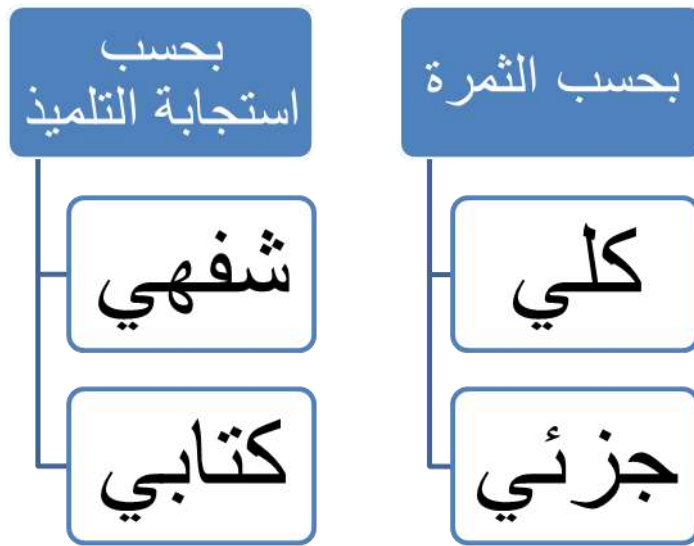 بحسب الثمرة
كلي
جزئي
بحسب
استجابة التلميذ
شفهي
كتابي